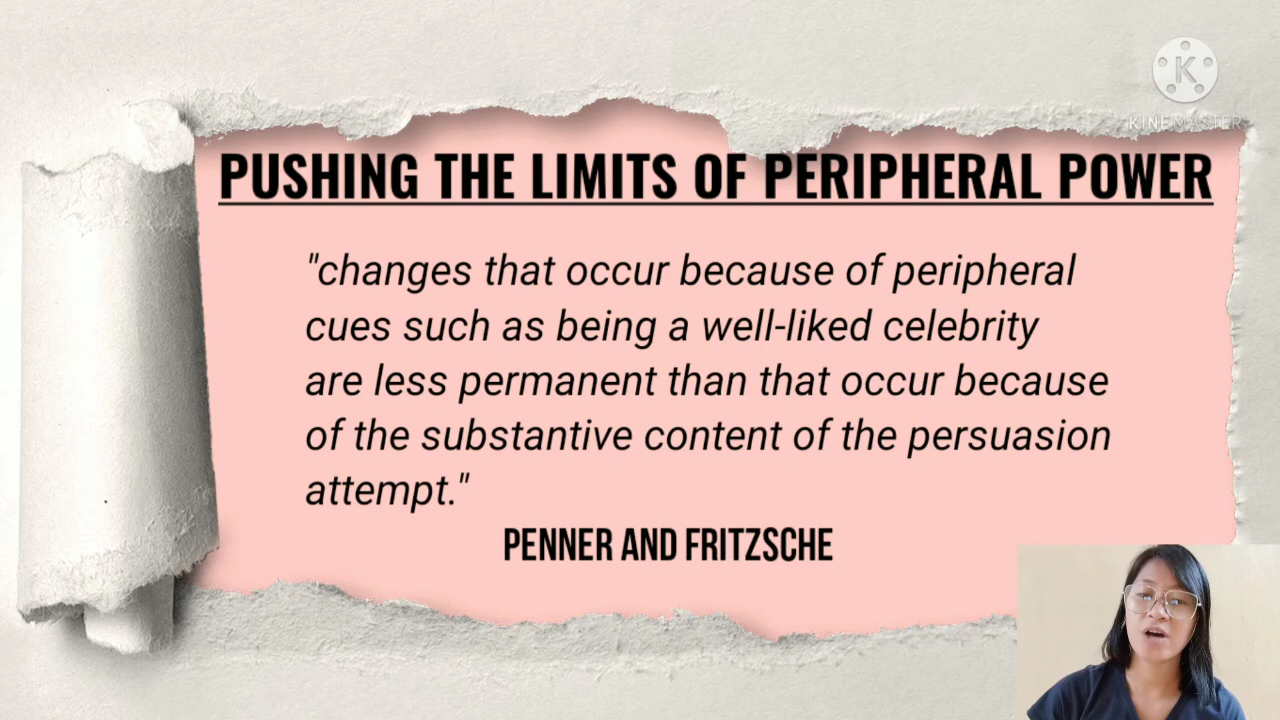 K
KINEMASTER
PUSHING THE LIMITS OF PERIPHERAL POWER
"changes that occur because of peripheral
cues such as being a well-liked celebrity
are less permanent than that occur because
of the substantive content of the persuasion
attempt."
PENNER AND FRITZSCHE